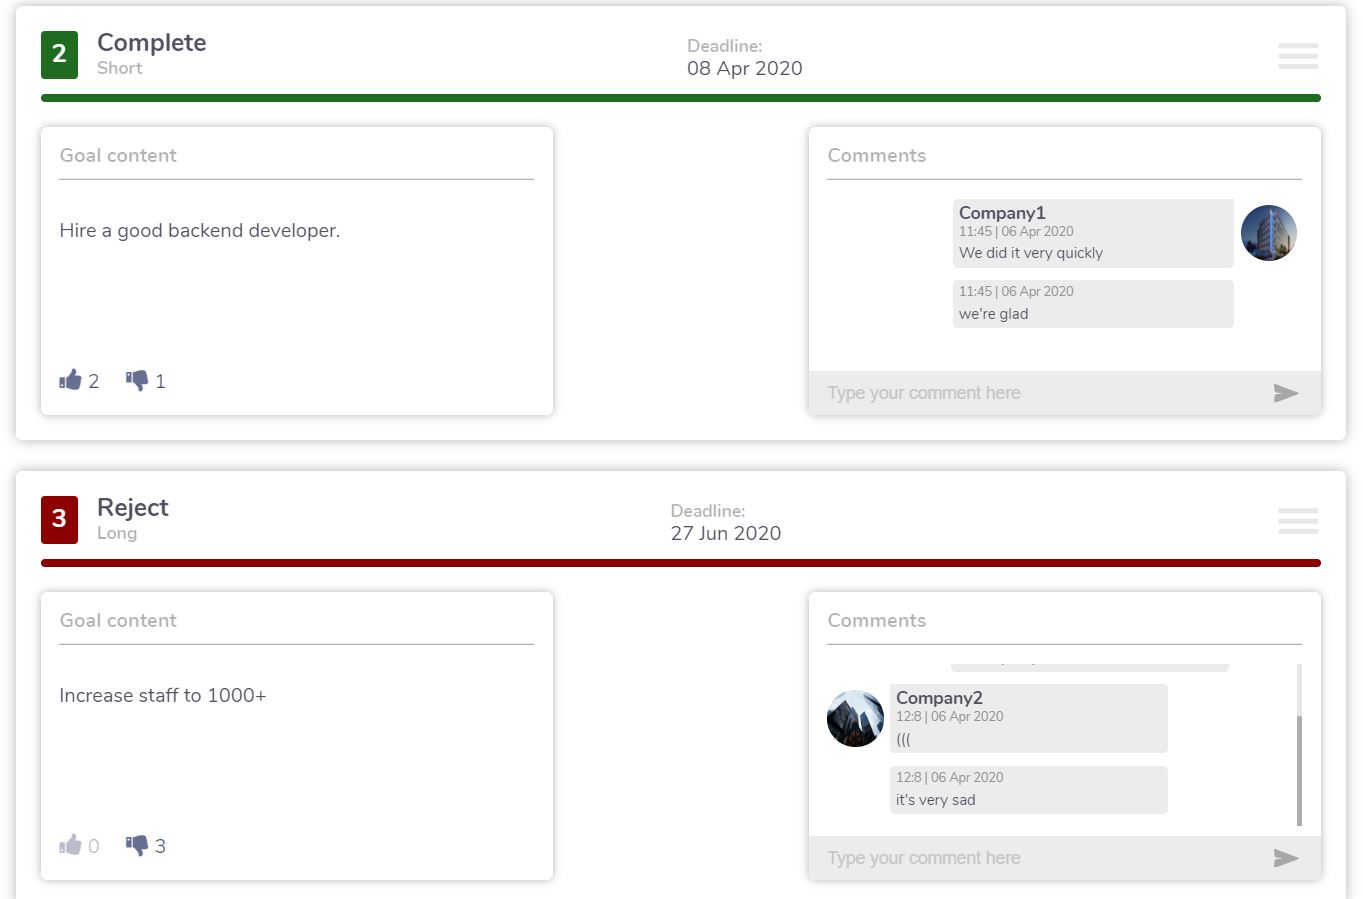 2
Complete
Short
Deadline:
08 Apr 2020
Goal content
Hire a good backend developer.
2
1
Comments
Company1
11:45 | 06 Apr 2020
We did it very quickly
11:45 | 06 Apr 2020
we're glad
Type your comment here
3
Reject
Long
Deadline:
27 Jun 2020
Goal content
Increase staff to 1000+
0
3
Comments
Company2
12:8 | 06 Apr 2020
(((
12:8 | 06 Apr 2020
it's very sad
Type your comment here